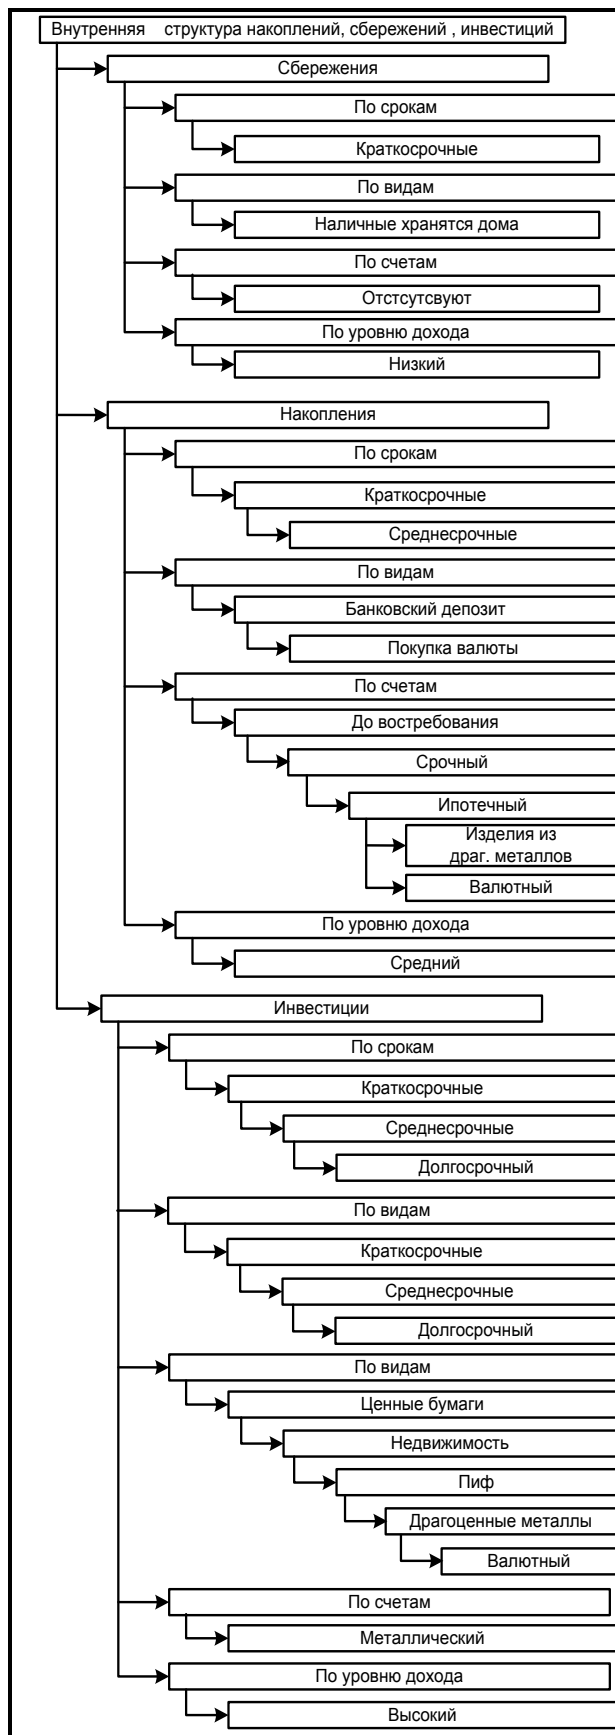 Внутренняя структура накоплений, сбережений , инвестиций
Сбережения
По срокам
Краткосрочные
По видам
Наличные хранятся дома
По счетам
Отстсутсвуют
По уровню дохода
Низкий
Накопления
По срокам
Краткосрочные
Среднесрочные
По видам
Банковский депозит
Покупка валюты
По счетам
До востребования
Срочный
Ипотечный
Изделия из
драг. металлов
Валютный
По уровню дохода
Средний
Инвестиции
По срокам
Краткосрочные
Среднесрочные
Долгосрочный
По видам
Краткосрочные
Среднесрочные
Долгосрочный
По видам
Ценные бумаги
Недвижимость
Пиф
Драгоценные металлы
Валютный
По счетам
Металлический
По уровню дохода
Высокий